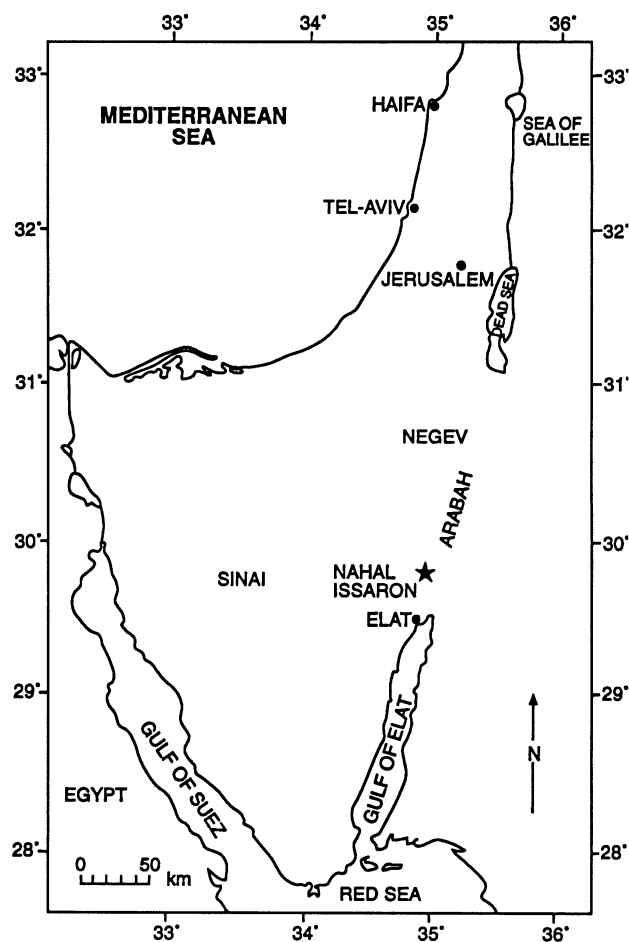 33° 34° 35° 36°
33° 33°
HAIFA
MEDITERRANEAN
SEA
SEA OF
GALILEE
TEL-AVIV
32° 32°
JERUSALEM
DEAD SEA
31° 31°
NEGEV
ARABAH
30° 30°
SINAI
NAHAL
ISSARON
ELAT
29° 29°
GULF OF SUEZ
GULF OF ELAT
N
EGYPT
28° 28°
0 50
km
RED SEA
33° 34° 35° 36°